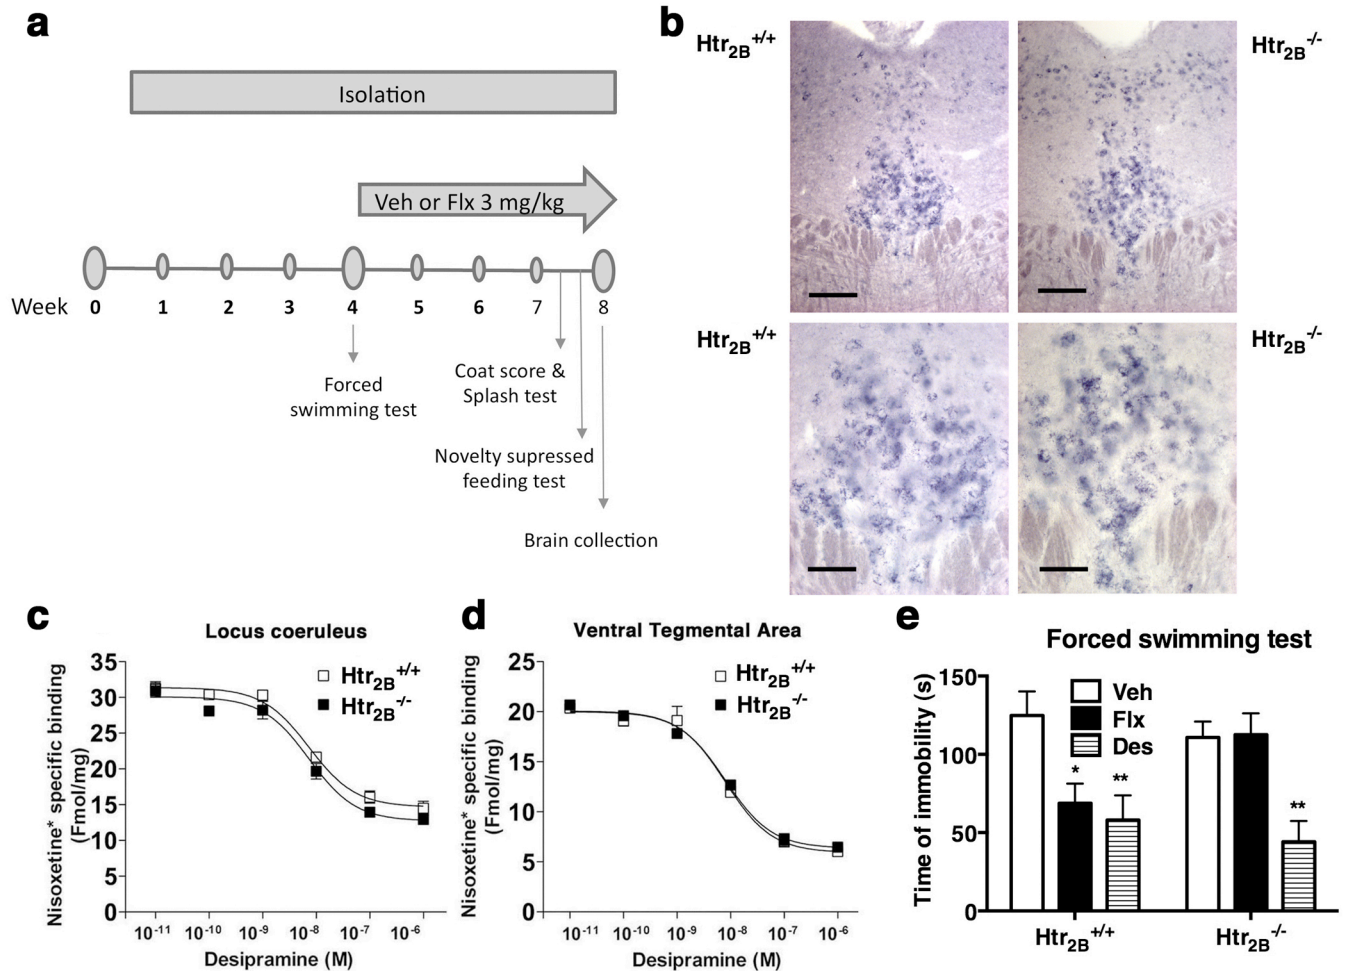 a
Isolation
Veh or Flx 3 mg/kg
Week 0 1 2 3 4 5 6 7 8
Forced
swimming test
Coat score &
Splash test
Novelty supressed
feeding test
Brain collection
b
Htr2B+/+
Htr2B-/-
Htr2B+/+
Htr2B-/-
c
Locus coeruleus
Nisoxetine* specific binding
(Fmol/mg)
35
30
25
20
15
10
5
0
Htr2B+/+
Htr2B-/-
10-11 10-10 10-9 10-8 10-7 10-6
Desipramine (M)
d
Ventral Tegmental Area
Nisoxetine* specific binding
(Fmol/mg)
25
20
15
10
5
0
Htr2B+/+
Htr2B-/-
10-11 10-10 10-9 10-8 10-7 10-6
Desipramine (M)
e
Forced swimming test
Time of immobility (s)
150
100
50
0
Veh
Flx
Des
* ** **
Htr2B+/+ Htr2B-/-